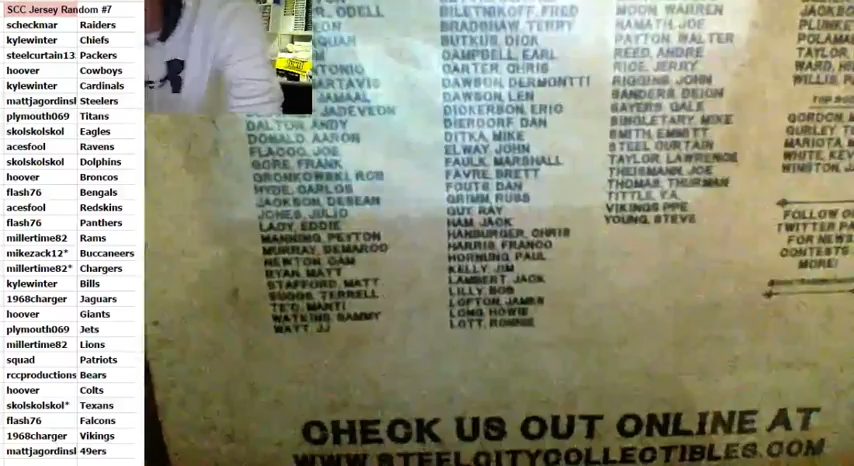 SCC Jersey Random #7
scheckmar Raiders
kylewinter Chiefs
steelcurtain13 Packers
hoover Cowboys
kylewinter Cardinals
mattjagordinsl Steelers
plymouth069 Titans
skolskolskol Eagles
acesfool Ravens
skolskolskol Dolphins
hoover Broncos
flash76 Bengals
acesfool Redskins
flash76 Panthers
millertime82 Rams
mikezack12* Buccaneers
millertime82* Chargers
kylewinter Bills
1968charger Jaguars
hoover Giants
plymouth069 Jets
millertime82 Lions
squad Patriots
rccproductions Bears
hoover Colts
skolskolskol* Texans
flash76 Falcons
1968charger Vikings
mattjagordinsl 49ers
R, ODELL
JADEVEON
DALTON, ANDY
DONALD, AARON
FLACCO, JOE
GORE, FRANK
GRONKOWSKI, ROB
HYDE, CARLOS
JACKSON, DESEAN
JONES, JULIO
LACY, EDDIE
MANNING, PEYTON
MURRAY, DEMARCO
NEWTON, CAM
RYAN, MATT
STAFFORD, MATT
SUGGS, TERRELL
TE'O, MANTI
WATKINS, SAMMY
WATT, JJ
BILETNIKOFF, FRED
BRADSHAW, TERRY
BUTKUS, DICK
CAMPBELL, EARL
CARTER, CHRIS
DAWSON, DERMONTTI
DAWSON, LEN
DICKERSON, ERIC
DIERDORF, DAN
DITKA, MIKE
ELWAY, JOHN
FAULK, MARSHALL
FAVRE, BRETT
FOUTS, DAN
GRIMM, RUSS
GUY, RAY
HAM, JACK
HANBURGER, CHRIS
HARRIS, FRANCO
HORNUNG, PAUL
KELLY, JIM
LAMBERT, JACK
LILLY, BOB
LOFTON, JAMES
LONG, HOWIE
LOTT, RONNIE
MOON, WARREN
NAMATH, JOE
PAYTON, WALTER
REED, ANDRE
RICE, JERRY
RIGGINS, JOHN
SANDERS, DEION
SAYERS, GALE
SINGLETARY, MIKE
SMITH, EMMITT
STEEL CURTAIN
TAYLOR, LAWRENCE
THEISMANN, JOE
THOMAS, THURMAN
TITTLE, Y.A.
VIKINGS PPE
YOUNG, STEVE
FOLLOW
TWITTER
FOR NEWS
CONTESTS
MORE!
CHECK US OUT ONLINE AT
WWW.STEELCITYCOLLECTIBLES.COM